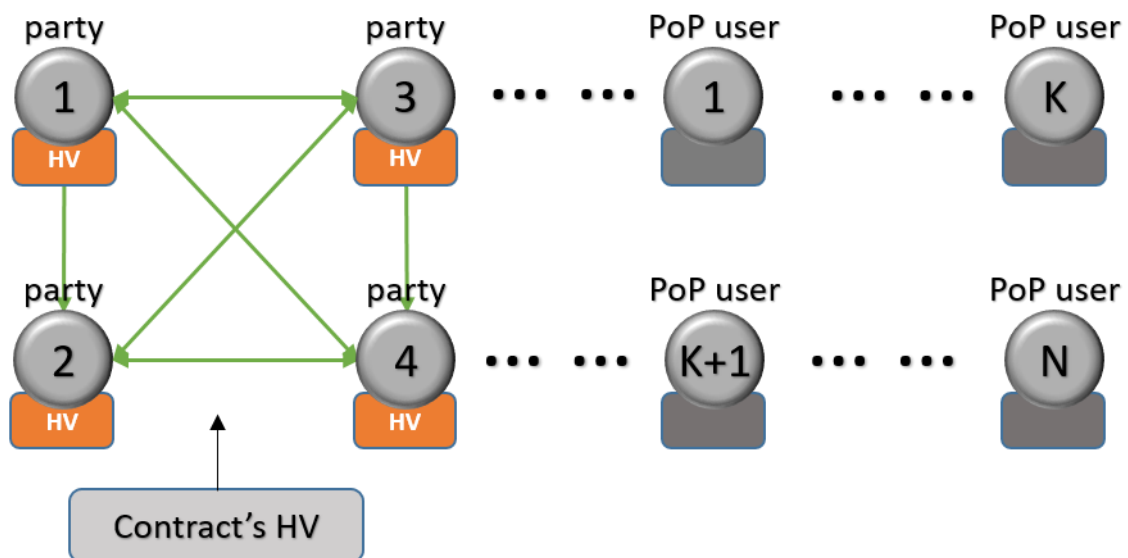 party party PoP user PoP user
1 3 ... ... 1 ... ... K
HV HV
party party PoP user PoP user
2 4 ... ... K+1 ... ... N
HV HV
Contract's HV